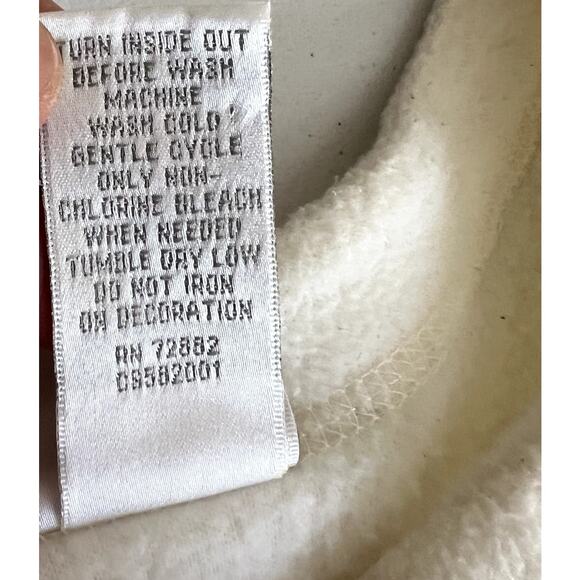 TURN INSIDE OUT
BEFORE WASH
MACHINE
WASH COLD
GENTLE CYCLE
ONLY NON-
CHLORINE BLEACH
WHEN NEEDED
TUMBLE DRY LOW
DO NOT IRON
ON DECORATION
RN 72882
CS582001